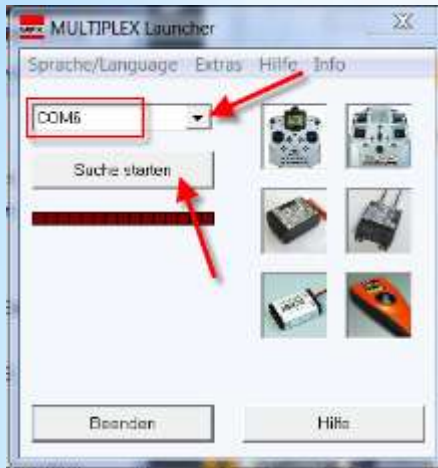 MULTIPLEX Launcher
Sprache/Language Extras Hilfe Info
COM6
Suche starten
Beenden
Hilfe